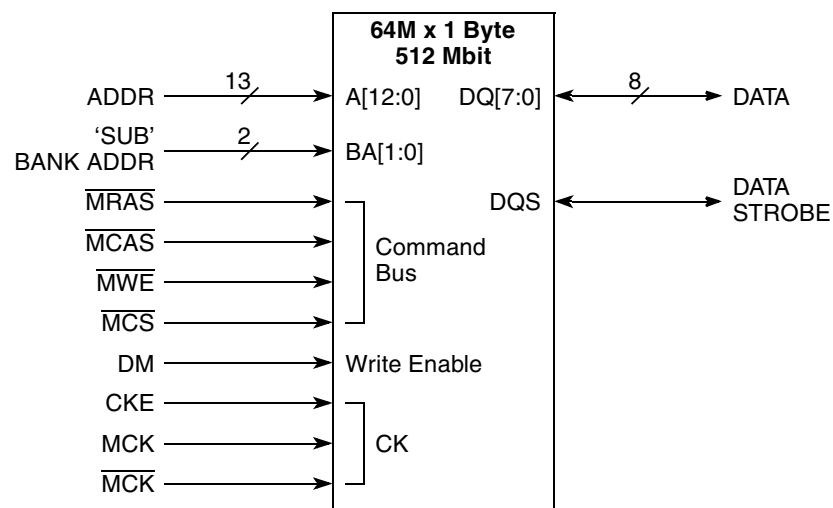 64M x 1 Byte
512 Mbit
ADDR 13 A[12:0] DQ[7:0] 8 DATA
‘SUB’
BANK ADDR 2 BA[1:0]
MRAS DQS DATA
STROBE
MCAS Command
Bus
MWE
MCS
DM Write Enable
CKE
MCK CK
MCK